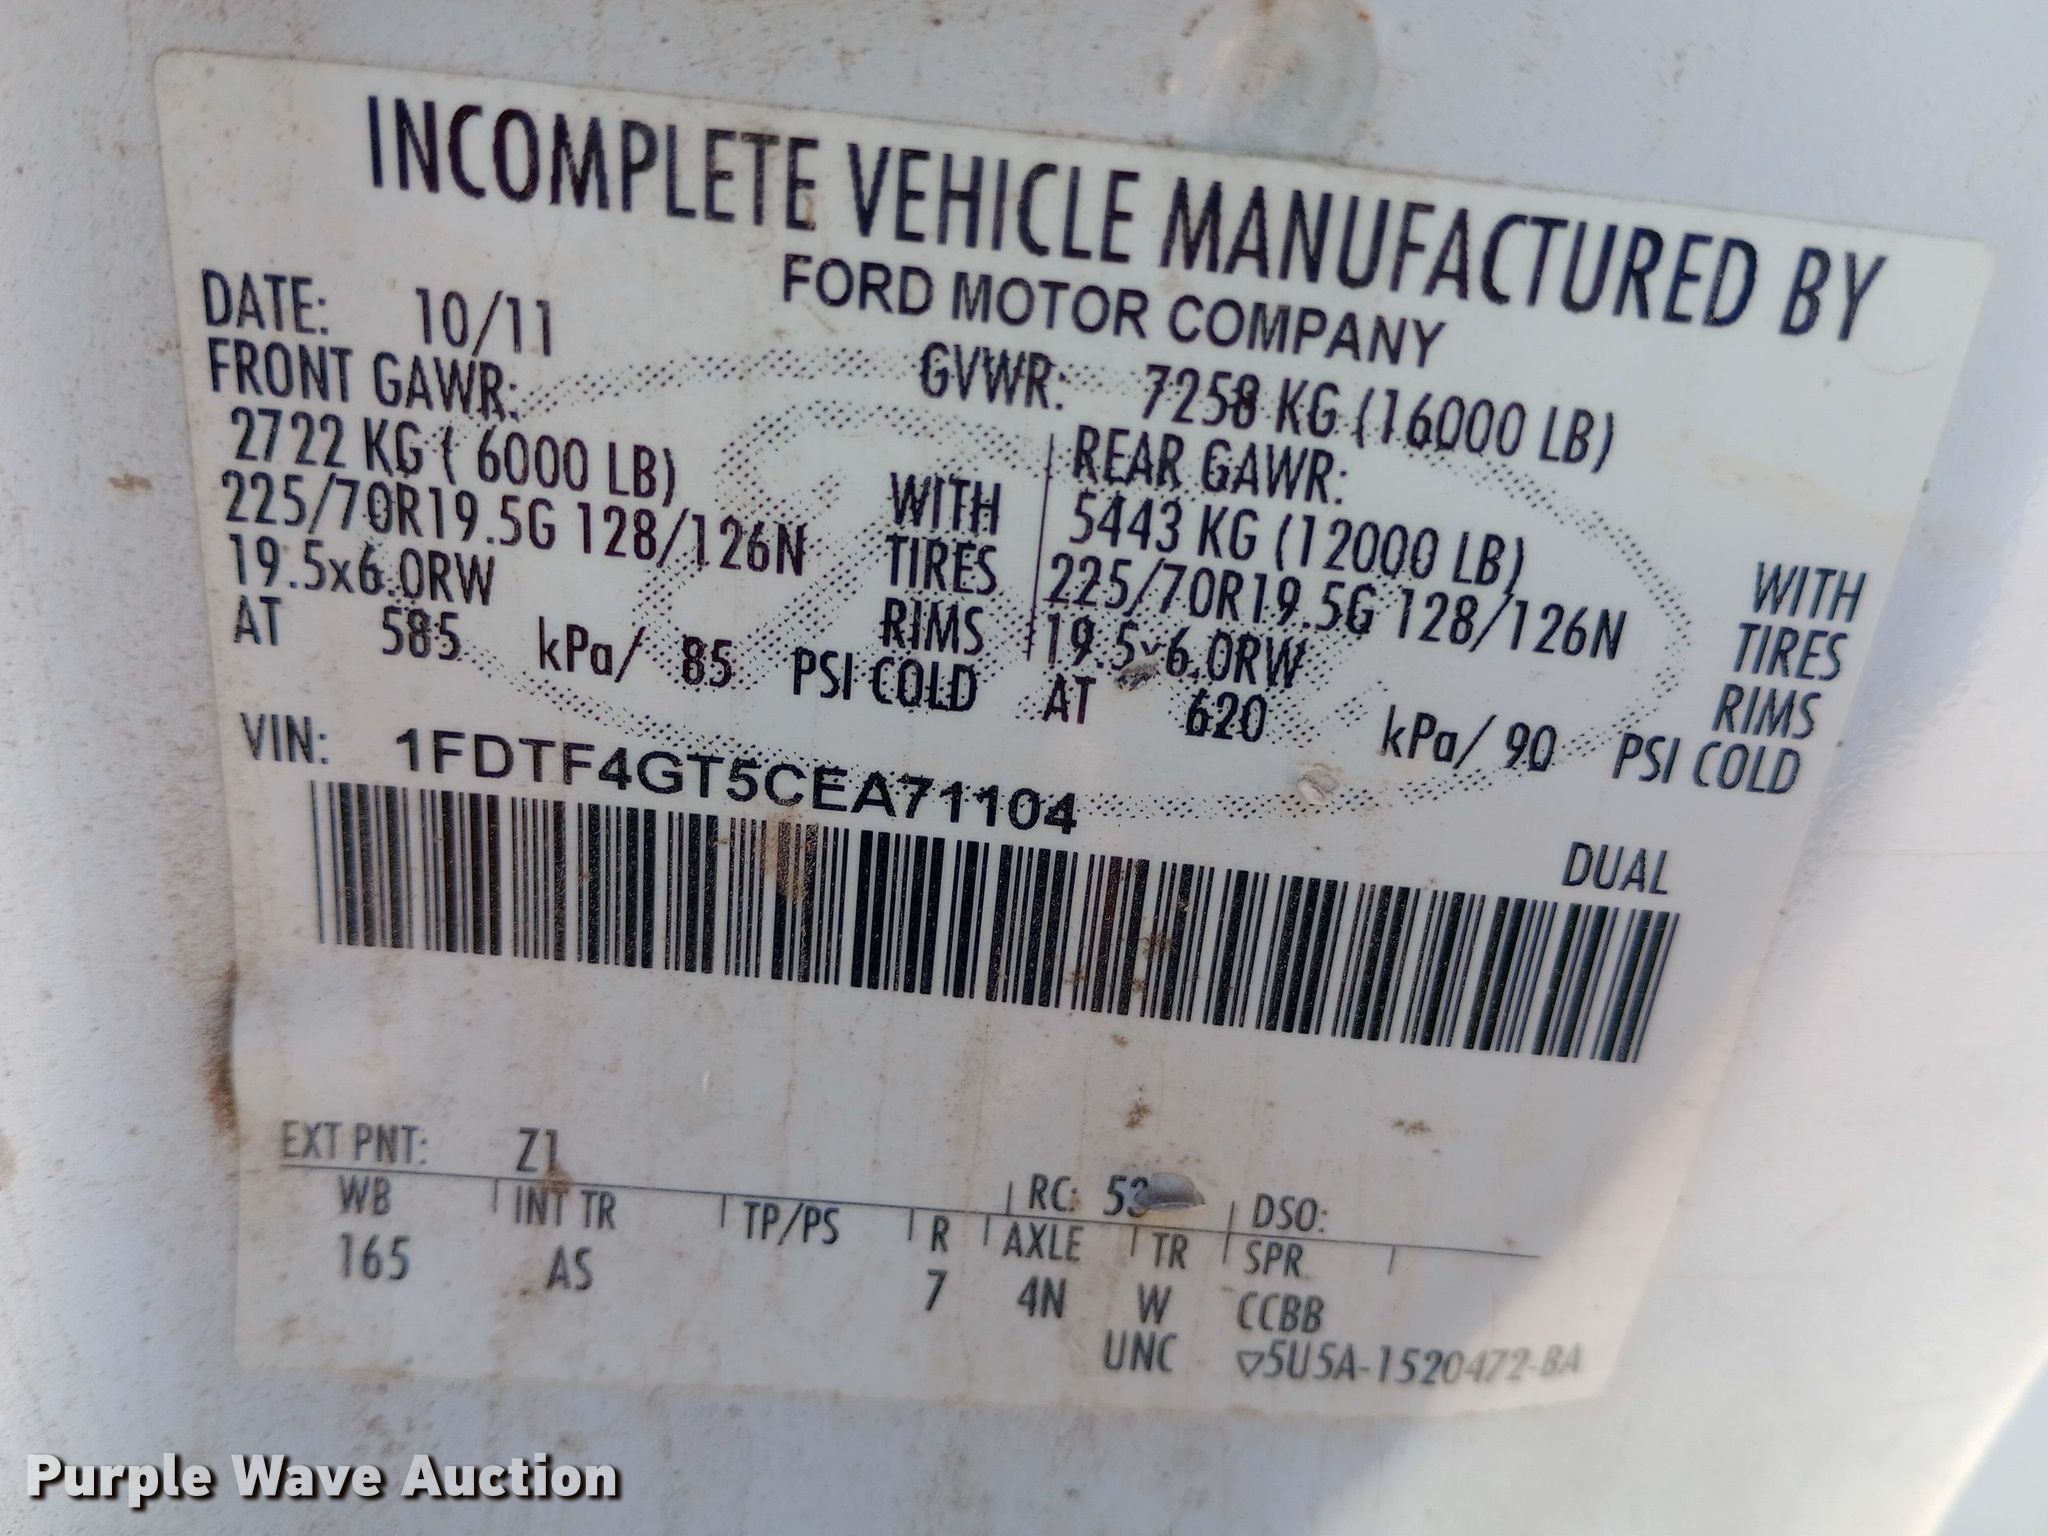 INCOMPLETE VEHICLE MANUFACTURED BY
FORD MOTOR COMPANY
DATE: 10/11
GVWR: 7258 KG (16000 LB)
FRONT GAWR:
2722 KG ( 6000 LB)
225/70R19.5G 128/126N
19.5x6.0RW
AT 585 kPa/ 85
WITH
TIRES
RIMS
PSI COLD
REAR GAWR:
5443 KG (12000 LB)
225/70R19.5G 128/126N
19.5x6.0RW
AT 620 kPa/ 90
WITH
TIRES
RIMS
PSI COLD
VIN: 1FDTF4GT5CEA71104
DUAL
EXT PNT: Z1 RC: DSO:
WB INT TR TP/PS R AXLE TR SPR
165 AS 7 4N W CCBB
UNC ▽5U5A-1520472-BA
Purple Wave Auction